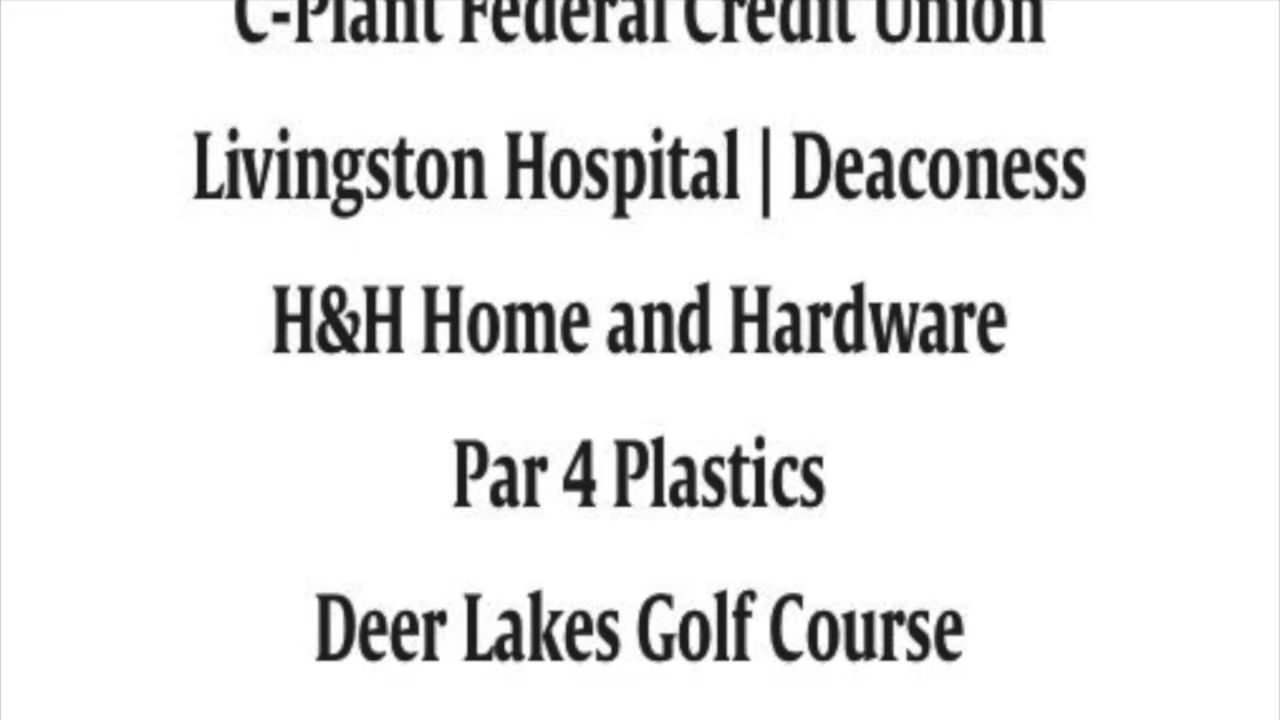 C-Plant Federal Credit Union
Livingston Hospital | Deaconess
H&H Home and Hardware
Par 4 Plastics
Deer Lakes Golf Course